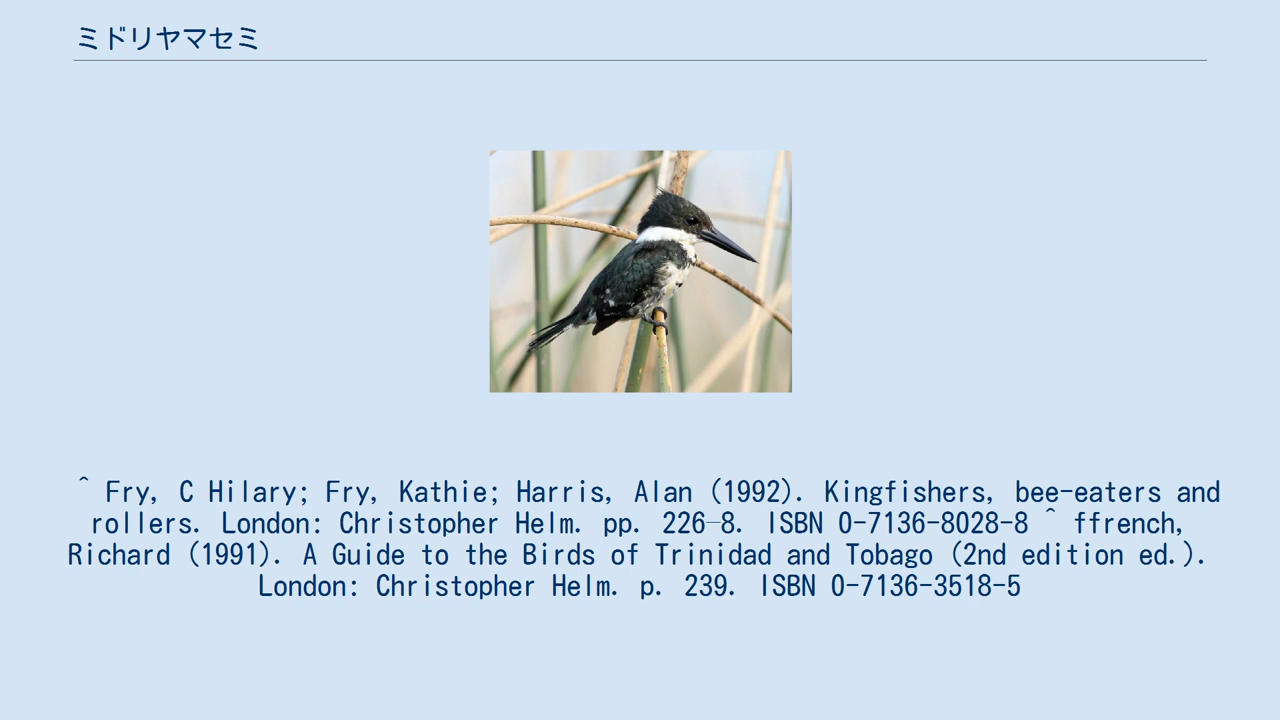 ミドリヤマセミ
^ Fry, C Hilary; Fry, Kathie; Harris, Alan (1992). Kingfishers, bee-eaters and
rollers. London: Christopher Helm. pp. 226–8. ISBN 0-7136-8028-8 ^ ffrench,
Richard (1991). A Guide to the Birds of Trinidad and Tobago (2nd edition ed.).
London: Christopher Helm. p. 239. ISBN 0-7136-3518-5